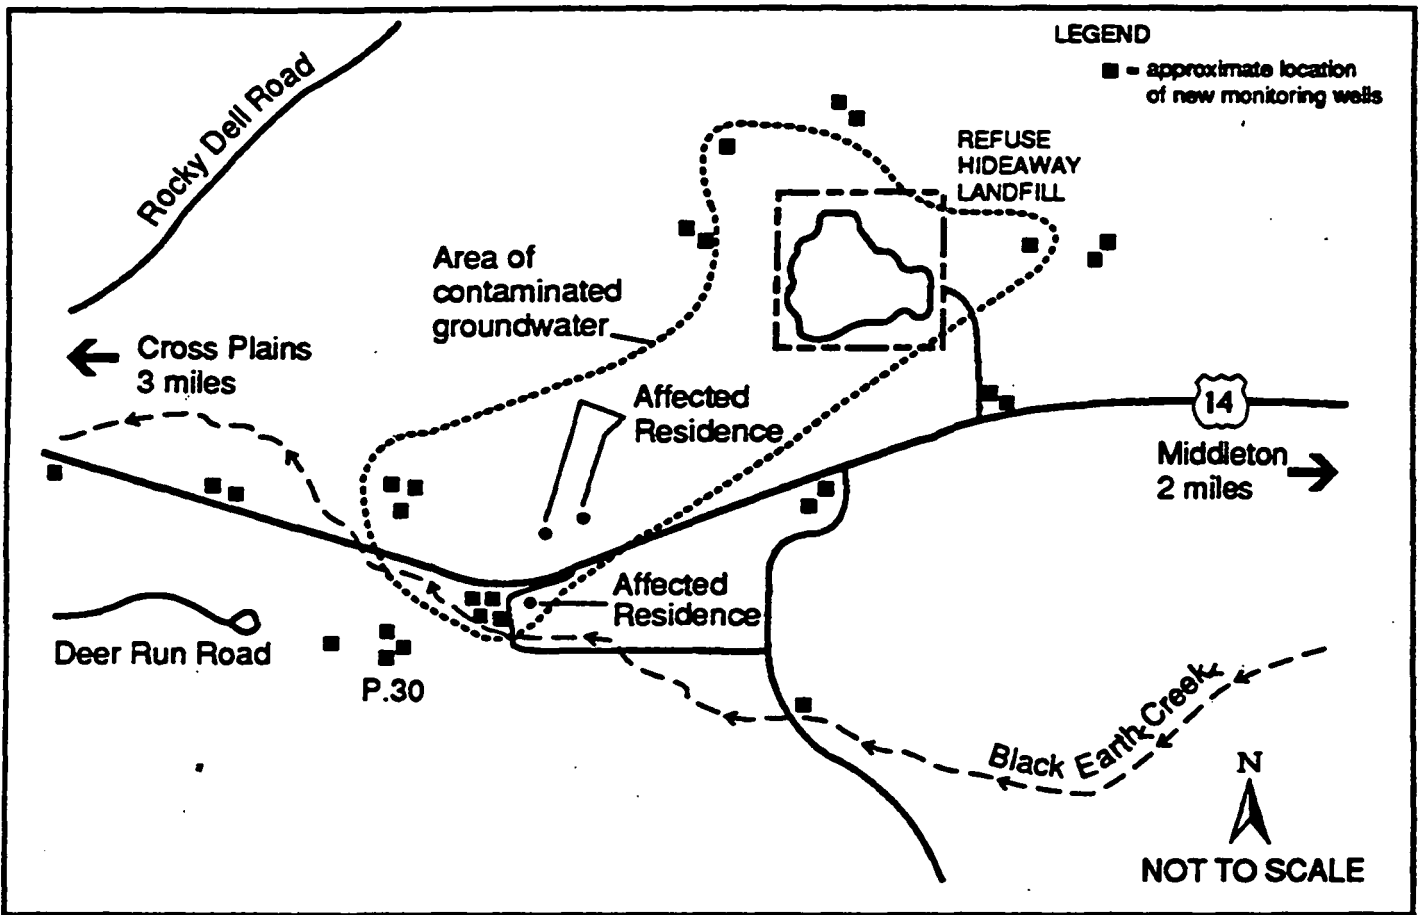 LEGEND
■ - approximate location
of new monitoring wells
Rocky Dell Road
REFUSE
HIDEAWAY
LANDFILL
Area of
contaminated
groundwater
Cross Plains
3 miles
Affected
Residence
14
Middleton
2 miles
Affected
Residence
Deer Run Road
P.30
Black Earth Creek
N
NOT TO SCALE